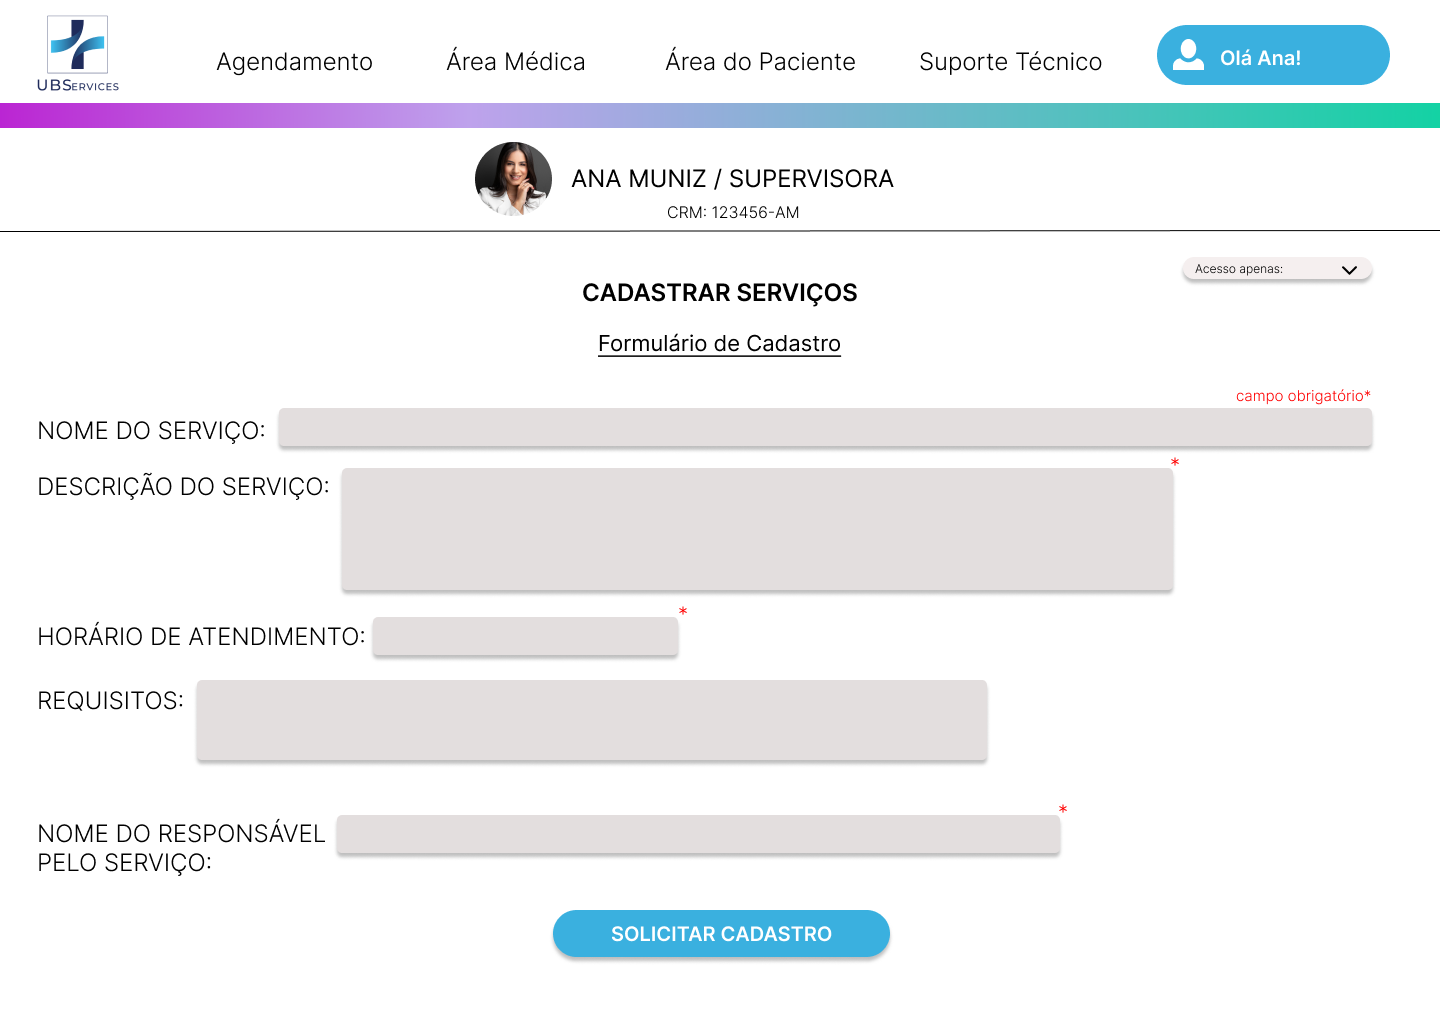 UBSERVICES
Agendamento
Área Médica
Área do Paciente
Suporte Técnico
Olá Ana!
ANA MUNIZ / SUPERVISORA
CRM: 123456-AM
Acesso apenas:
CADASTRAR SERVIÇOS
Formulário de Cadastro
campo obrigatório*
NOME DO SERVIÇO:
*
DESCRIÇÃO DO SERVIÇO:
*
HORÁRIO DE ATENDIMENTO:
REQUISITOS:
*
NOME DO RESPONSÁVEL
PELO SERVIÇO:
SOLICITAR CADASTRO